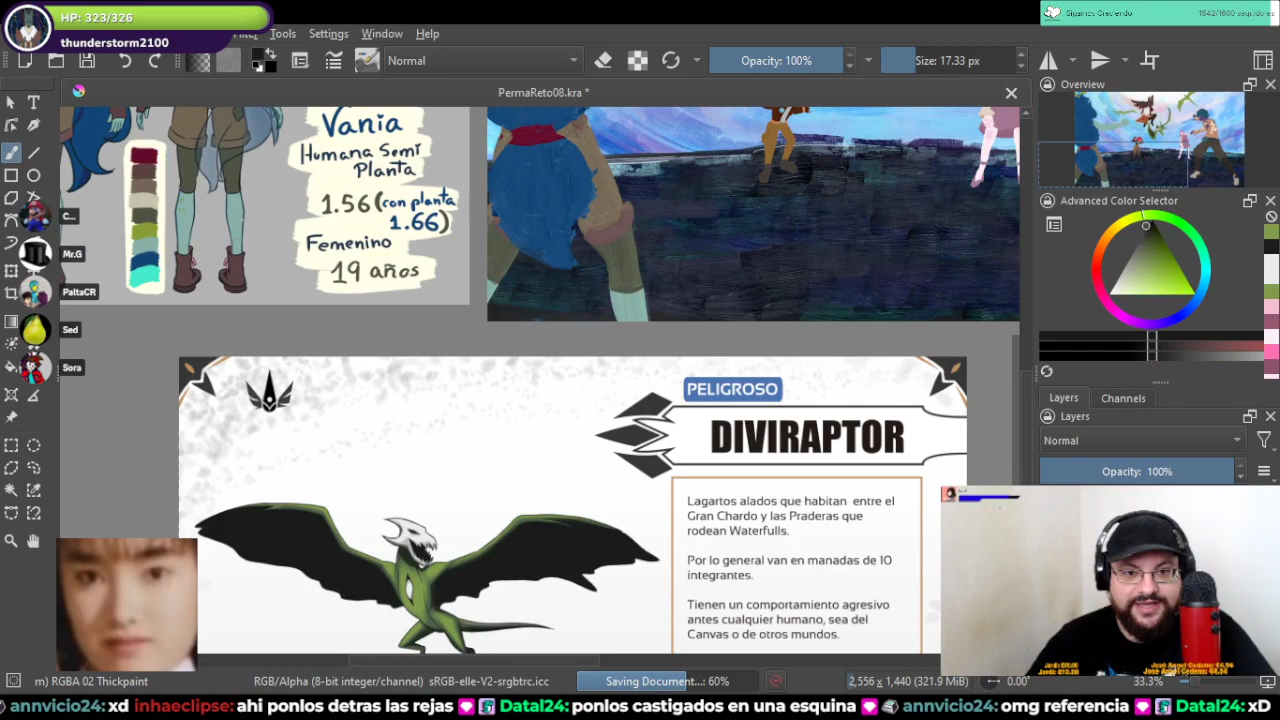 HP: 323/326
thunderstorm2100
Siganos Creciendo
1542/1600 seguidores
Tools
Settings
Window
Help
Normal
Opacity: 100%
Size: 17.33 px
PermaReto08.kra *
Overview
Advanced Color Selector
Vania
Humana Semi
Planta
1.56 (con planta
1.66)
Femenino
19 años
C...
Mr.G
PaltaCR
Sed
Sora
Layers
Channels
Layers
Normal
Opacity: 100%
PELIGROSO
DIVIRAPTOR
Lagartos alados que habitan entre el
Gran Chardo y las Praderas que
rodean Waterfulls.
Por lo general van en manadas de 10
integrantes.
Tienen un comportamiento agresivo
antes cualquier humano, sea del
Canvas o de otros mundos.
m) RGBA 02 Thickpaint
RGB/Alpha (8-bit integer/channel) sRGB-elle-V2-srgbtrc.icc
Saving Document... 60%
2,556 x 1,440 (321.9 MiB)
0.00°
33.3%
annvicio24: xd inhaeclipse: ahi ponlos detras las rejas Datal24: ponlos castigados en una esquina annvicio24: omg referencia Datal24: xD